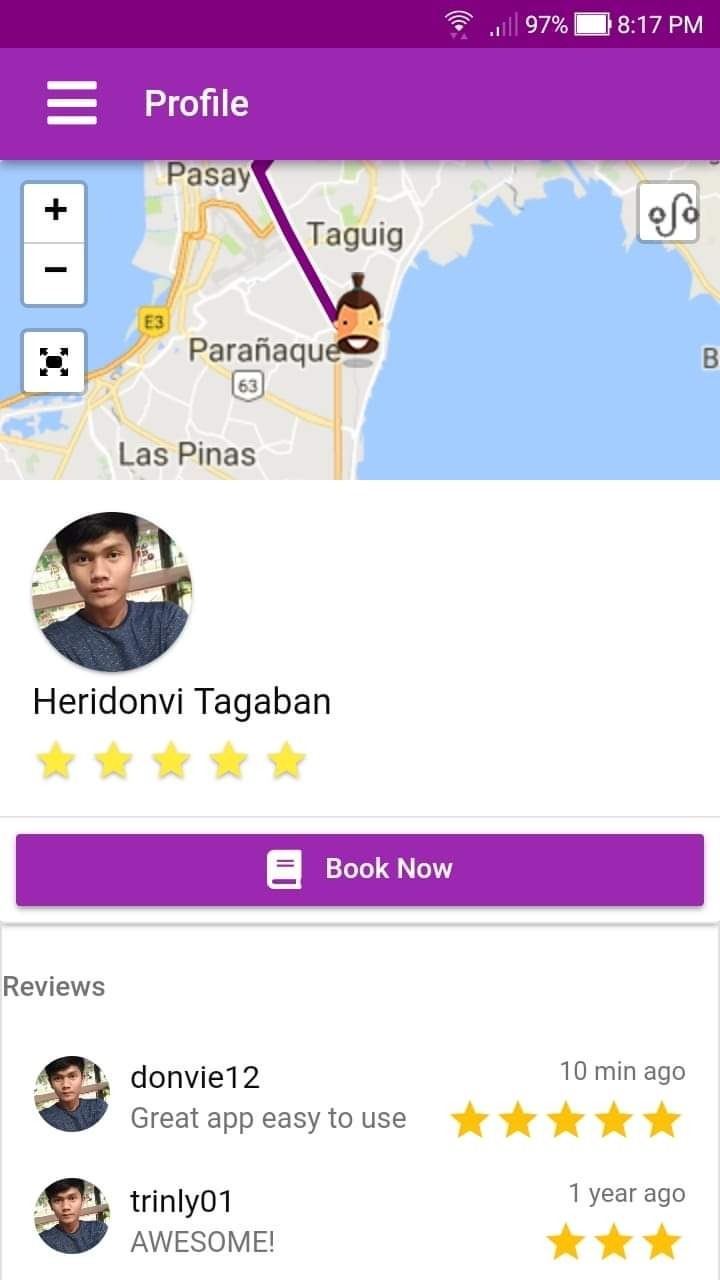 97% 8:17 PM
Profile
Pasay
+
Taguig
−
E3
Parañaque
B
63
Las Pinas
Heridonvi Tagaban
Book Now
Reviews
donvie12
10 min ago
Great app easy to use
trinly01
1 year ago
AWESOME!